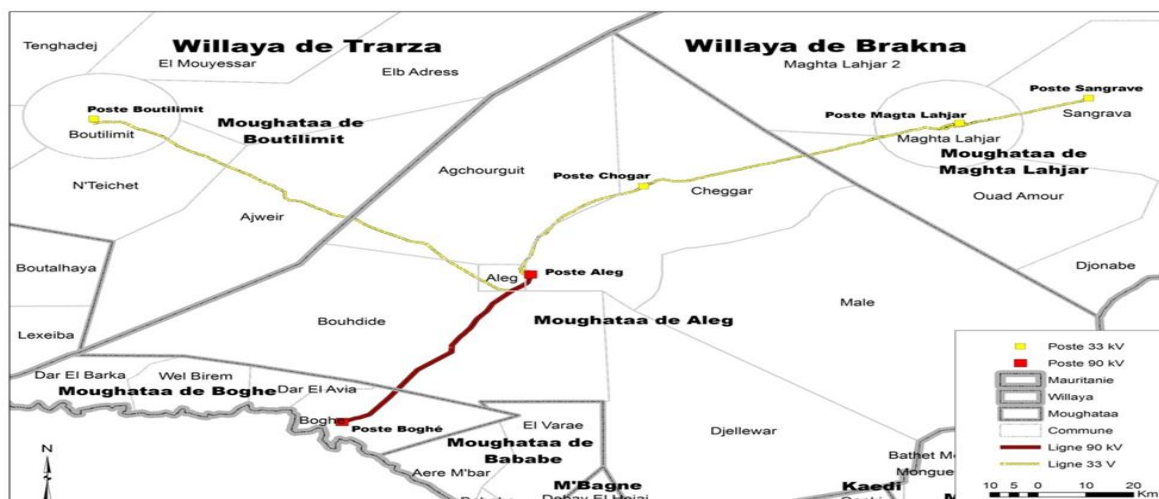 Tenghadej
Willaya de Trarza
Willaya de Brakna
El Mouyessar
Elb Adress
Maghta Lahjar 2
Poste Boutilimit
Boutilimit
Moughataa de
Boutilimit
Poste Sangrave
Sangrava
Poste Magta Lahjar
Maghta Lahjar
Moughataa de
Maghta Lahjar
Ouad Amour
N'Teichet
Agchourguit
Poste Chogar
Cheggar
Ajweir
Boutalhaya
Aleg
Poste Aleg
Djonabe
Lexeiba
Bouhdide
Moughataa de Aleg
Male
Dar El Barka
Wel Birem
Moughataa de Boghe
Dar El Avia
Boghe
Poste Boghé
El Varae
Djellewar
Moughataa de
Bababe
Aere M'bar
M'Bagne
Kaedi
Poste 33 kV
Poste 90 kV
Mauritanie
Willaya
Moughataa
Commune
Ligne 90 kV
Ligne 33 V
10 5 0 10 20
Km
N